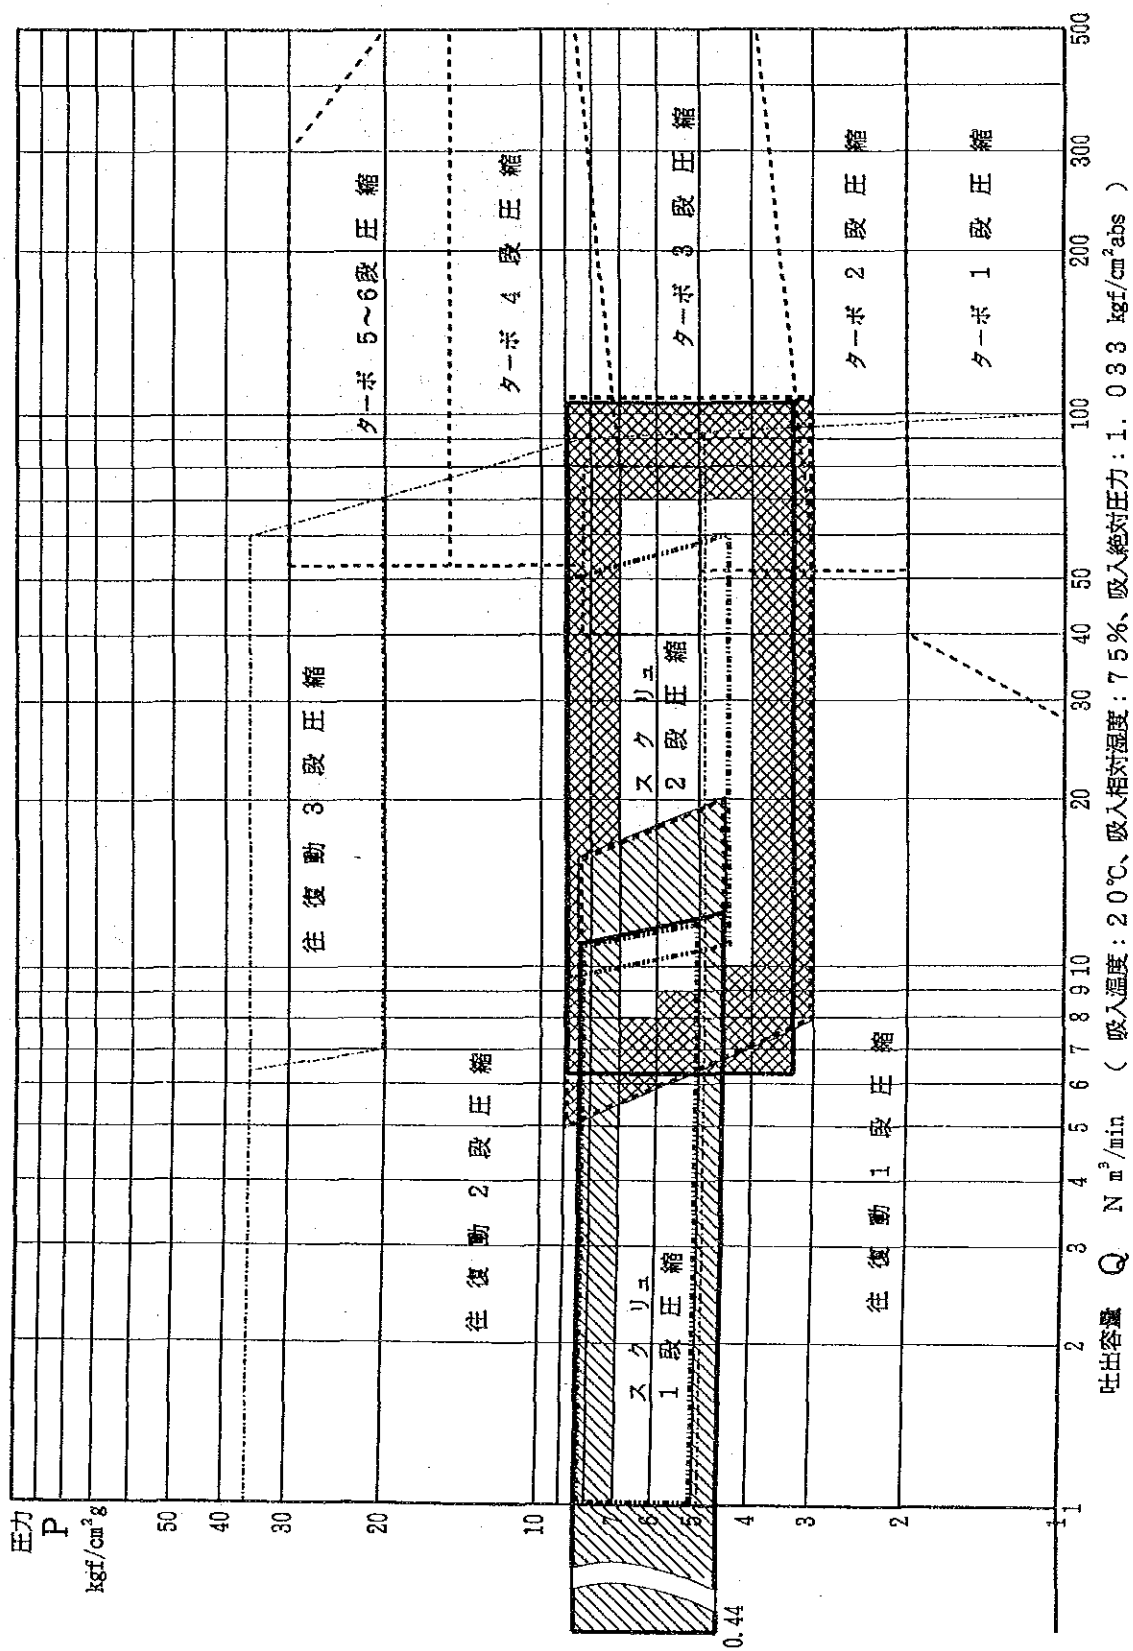 圧力
P
kgf/cm²g
50
40
30
20
10
7
6
5
4
3
2
1
0.44
往復動 3 段圧縮
往復動 2 段圧縮
往復動 1 段圧縮
スクリュ
1 段圧縮
スクリュ
2 段圧縮
ターボ 5～6段圧縮
ターボ 4 段圧縮
ターボ 3 段圧縮
ターボ 2 段圧縮
ターボ 1 段圧縮
1 2 3 4 5 6 7 8 9 10 20 30 40 50 100 200 300 500
吐出容量 Q N m³/min ( 吸入温度：20℃、吸入相対湿度：75%、吸入絶対圧力：1.033 kgf/cm²abs )